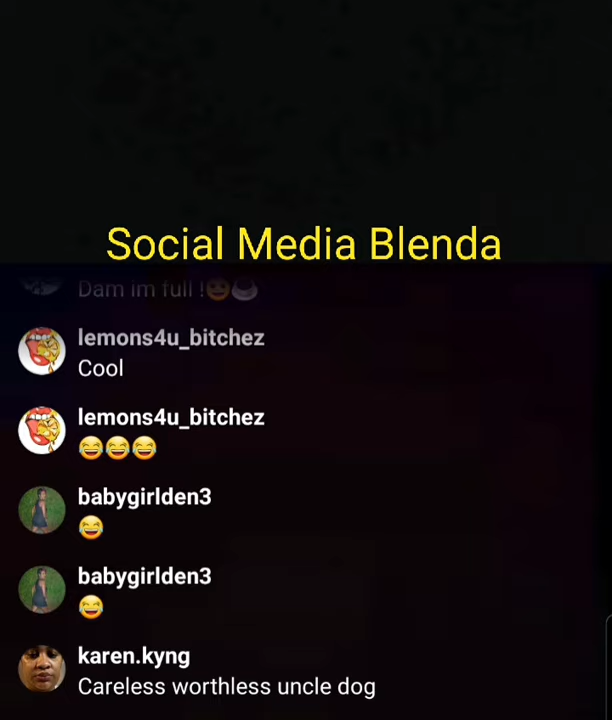 Social Media Blenda
Dam im full !😆☕
lemons4u_bitchez
Cool
lemons4u_bitchez
😂😂😂
babygirlden3
😂
babygirlden3
😂
karen.kyng
Careless worthless uncle dog